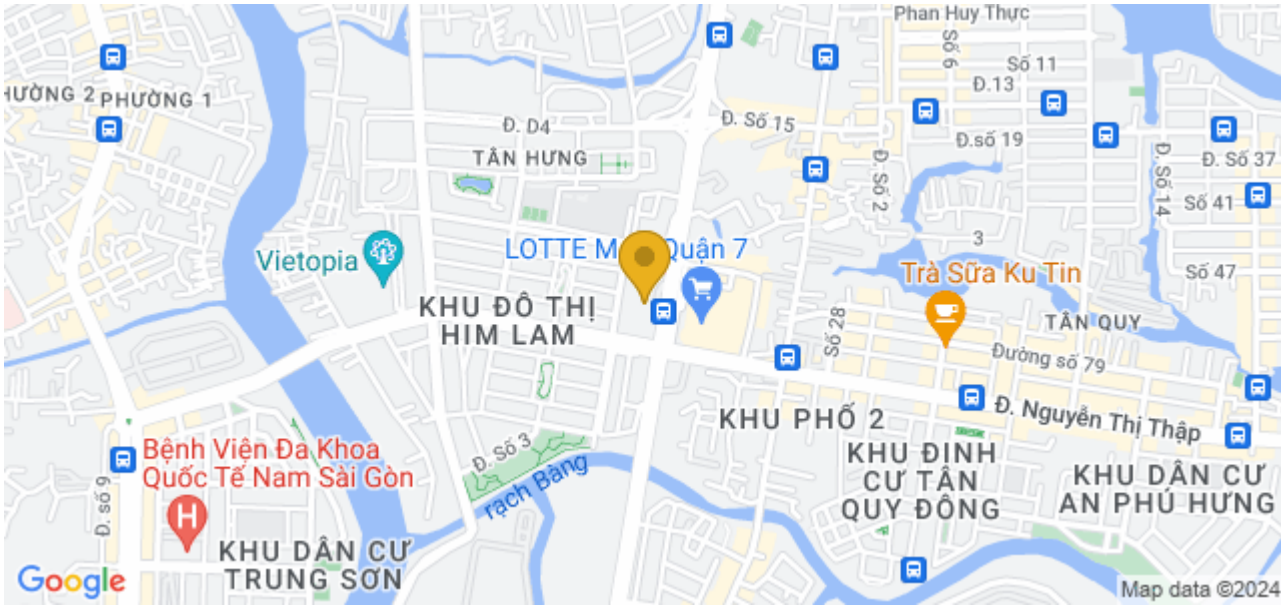 Phan Huy Thực
Số 6
Số 11
Đ.13
PHƯỜNG 1
Đ. D4
Đ. Số 15
Đ.số 19
TÂN HƯNG
Đ. Số 2
Đ. Số 14
Đ. Số 37
Số 41
3
Vietopia
LOTTE M Quận 7
Trà Sữa Ku Tin
Số 47
KHU ĐÔ THỊ
HIM LAM
Số 28
TÂN QUY
Đường số 79
KHU PHỐ 2
Đ. Nguyễn Thị Thập
Đ. Số 3
Bệnh Viện Đa Khoa
Quốc Tế Nam Sài Gòn
rạch Bàng
KHU ĐỊNH
CƯ TÂN
QUY ĐÔNG
KHU DÂN CƯ
AN PHÚ HƯNG
Đ. số 9
H
KHU DÂN CƯ
TRUNG SƠN
Google
Map data ©2024